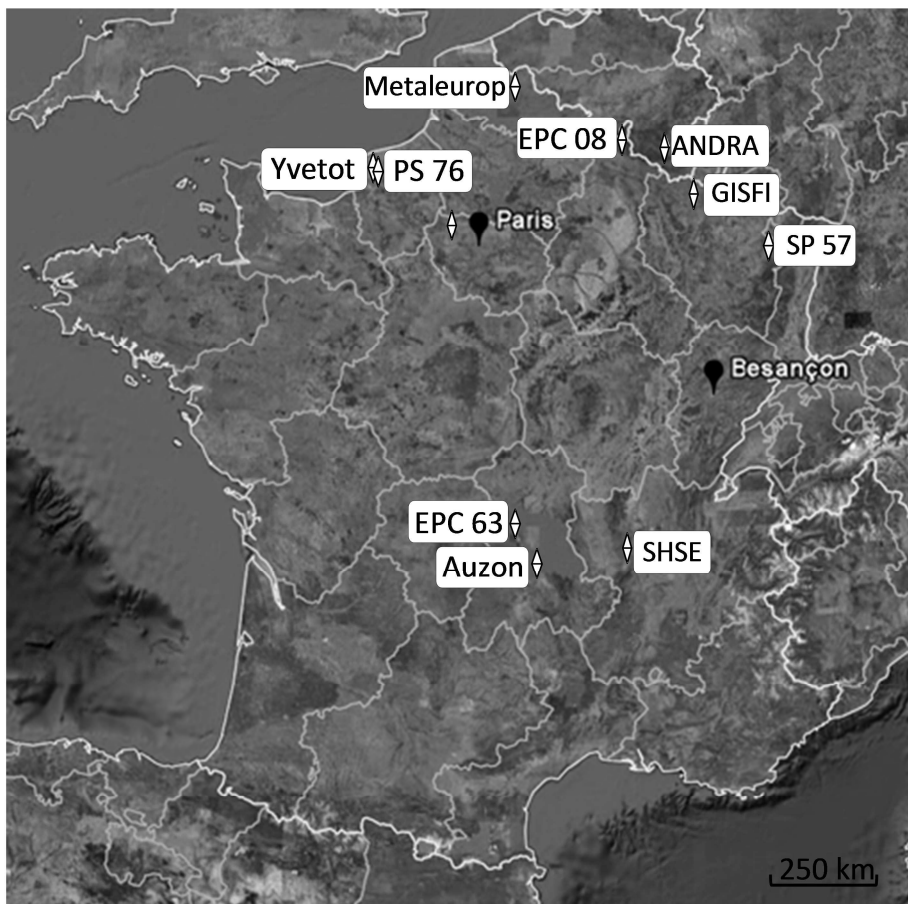 Metaleurop
EPC 08
ANDRA
Yvetot
PS 76
GISFI
Paris
SP 57
Besançon
EPC 63
SHSE
Auzon
250 km